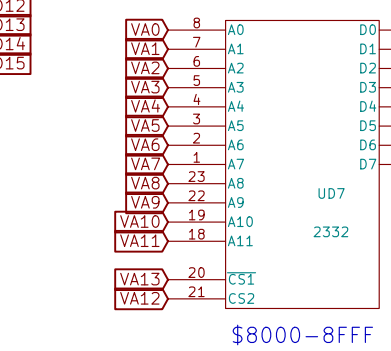 D12
D13
D14
D15
VA0 8 A0 D0
VA1 7 A1 D1
VA2 6 A2 D2
VA3 5 A3 D3
VA4 4 A4 D4
VA5 3 A5 D5
VA6 2 A6 D6
VA7 1 A7 D7
VA8 23 A8
VA9 22 A9
VA10 19 A10
VA11 18 A11
UD7
2332
VA13 20 CS1
VA12 21 CS2
$8000-8FFF